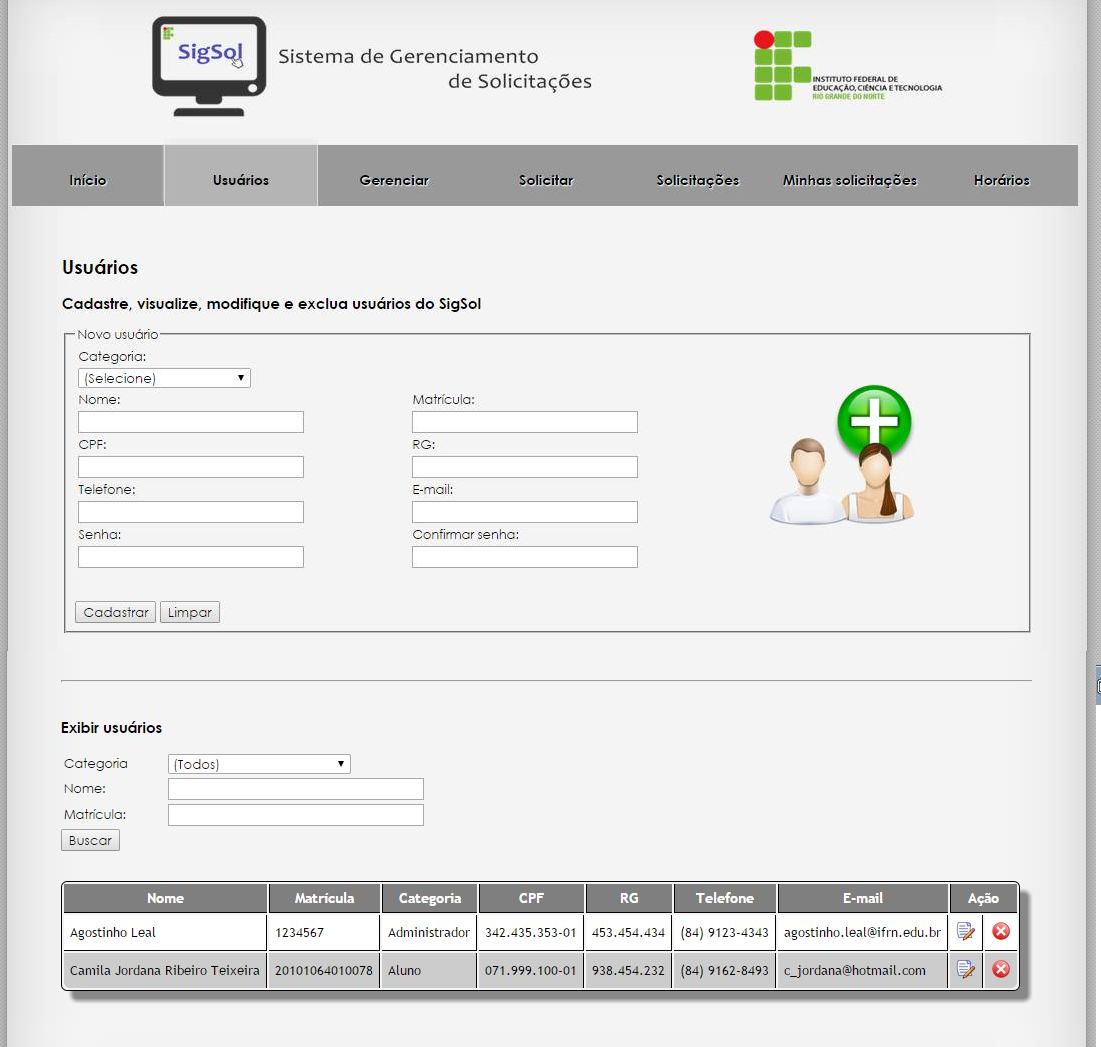 SigSol
Sistema de Gerenciamento
de Solicitações
INSTITUTO FEDERAL DE
EDUCAÇÃO, CIÊNCIA E TECNOLOGIA
RIO GRANDE DO NORTE
Início Usuários Gerenciar Solicitar Solicitações Minhas solicitações Horários
Usuários
Cadastre, visualize, modifique e exclua usuários do SigSol
Novo usuário
Categoria:
(Selecione)
Nome: Matrícula:
CPF: RG:
Telefone: E-mail:
Senha: Confirmar senha:
Cadastrar Limpar
Exibir usuários
Categoria (Todos)
Nome:
Matrícula:
Buscar
Nome Matrícula Categoria CPF RG Telefone E-mail Ação
Agostinho Leal 1234567 Administrador 342.435.353-01 453.454.434 (84) 9123-4343 agostinho.leal@ifrn.edu.br
Camila Jordana Ribeiro Teixeira 20101064010078 Aluno 071.999.100-01 938.454.232 (84) 9162-8493 c_jordana@hotmail.com